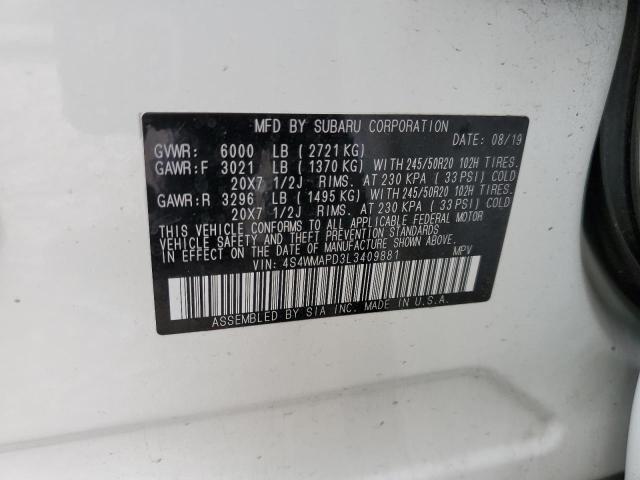 MFD BY SUBARU CORPORATION
DATE: 08/19
GVWR: 6000 LB (2721 KG)
GAWR:F 3021 LB (1370 KG) WITH 245/50R20 102H TIRES.
20X7 1/2J RIMS. AT 230 KPA (33 PSI) COLD
GAWR:R 3296 LB (1495 KG) WITH 245/50R20 102H TIRES.
20X7 1/2J RIMS. AT 230 KPA (33 PSI) COLD
THIS VEHICLE CONFORMS TO ALL APPLICABLE FEDERAL MOTOR
VEHICLE SAFETY AND THEFT PREVENTION STANDARDS
IN EFFECT ON THE DATE OF MANUFACTURE SHOWN ABOVE.
VIN: 4S4WMAPD3L3409881 MPV
ASSEMBLED BY SIA INC. MADE IN U.S.A.